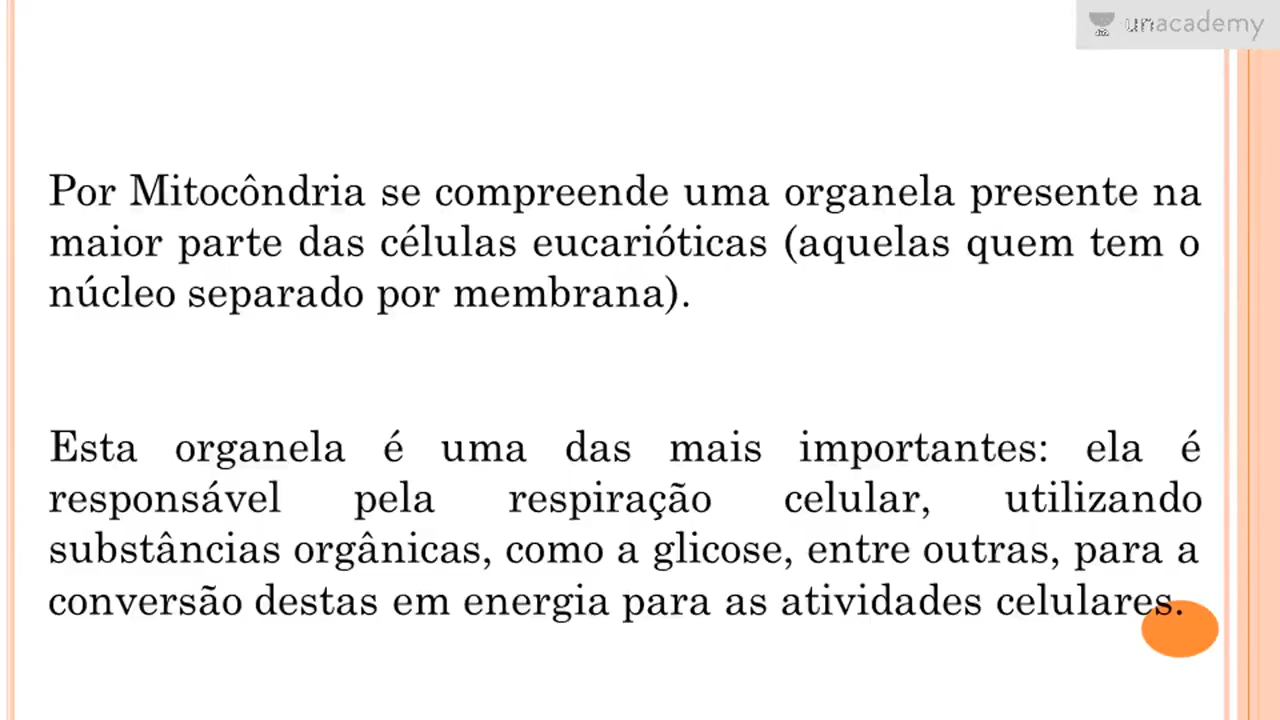 unacademy
Por Mitocôndria se compreende uma organela presente na
maior parte das células eucarióticas (aquelas quem tem o
núcleo separado por membrana).
Esta organela é uma das mais importantes: ela é
responsável pela respiração celular, utilizando
substâncias orgânicas, como a glicose, entre outras, para a
conversão destas em energia para as atividades celulares.